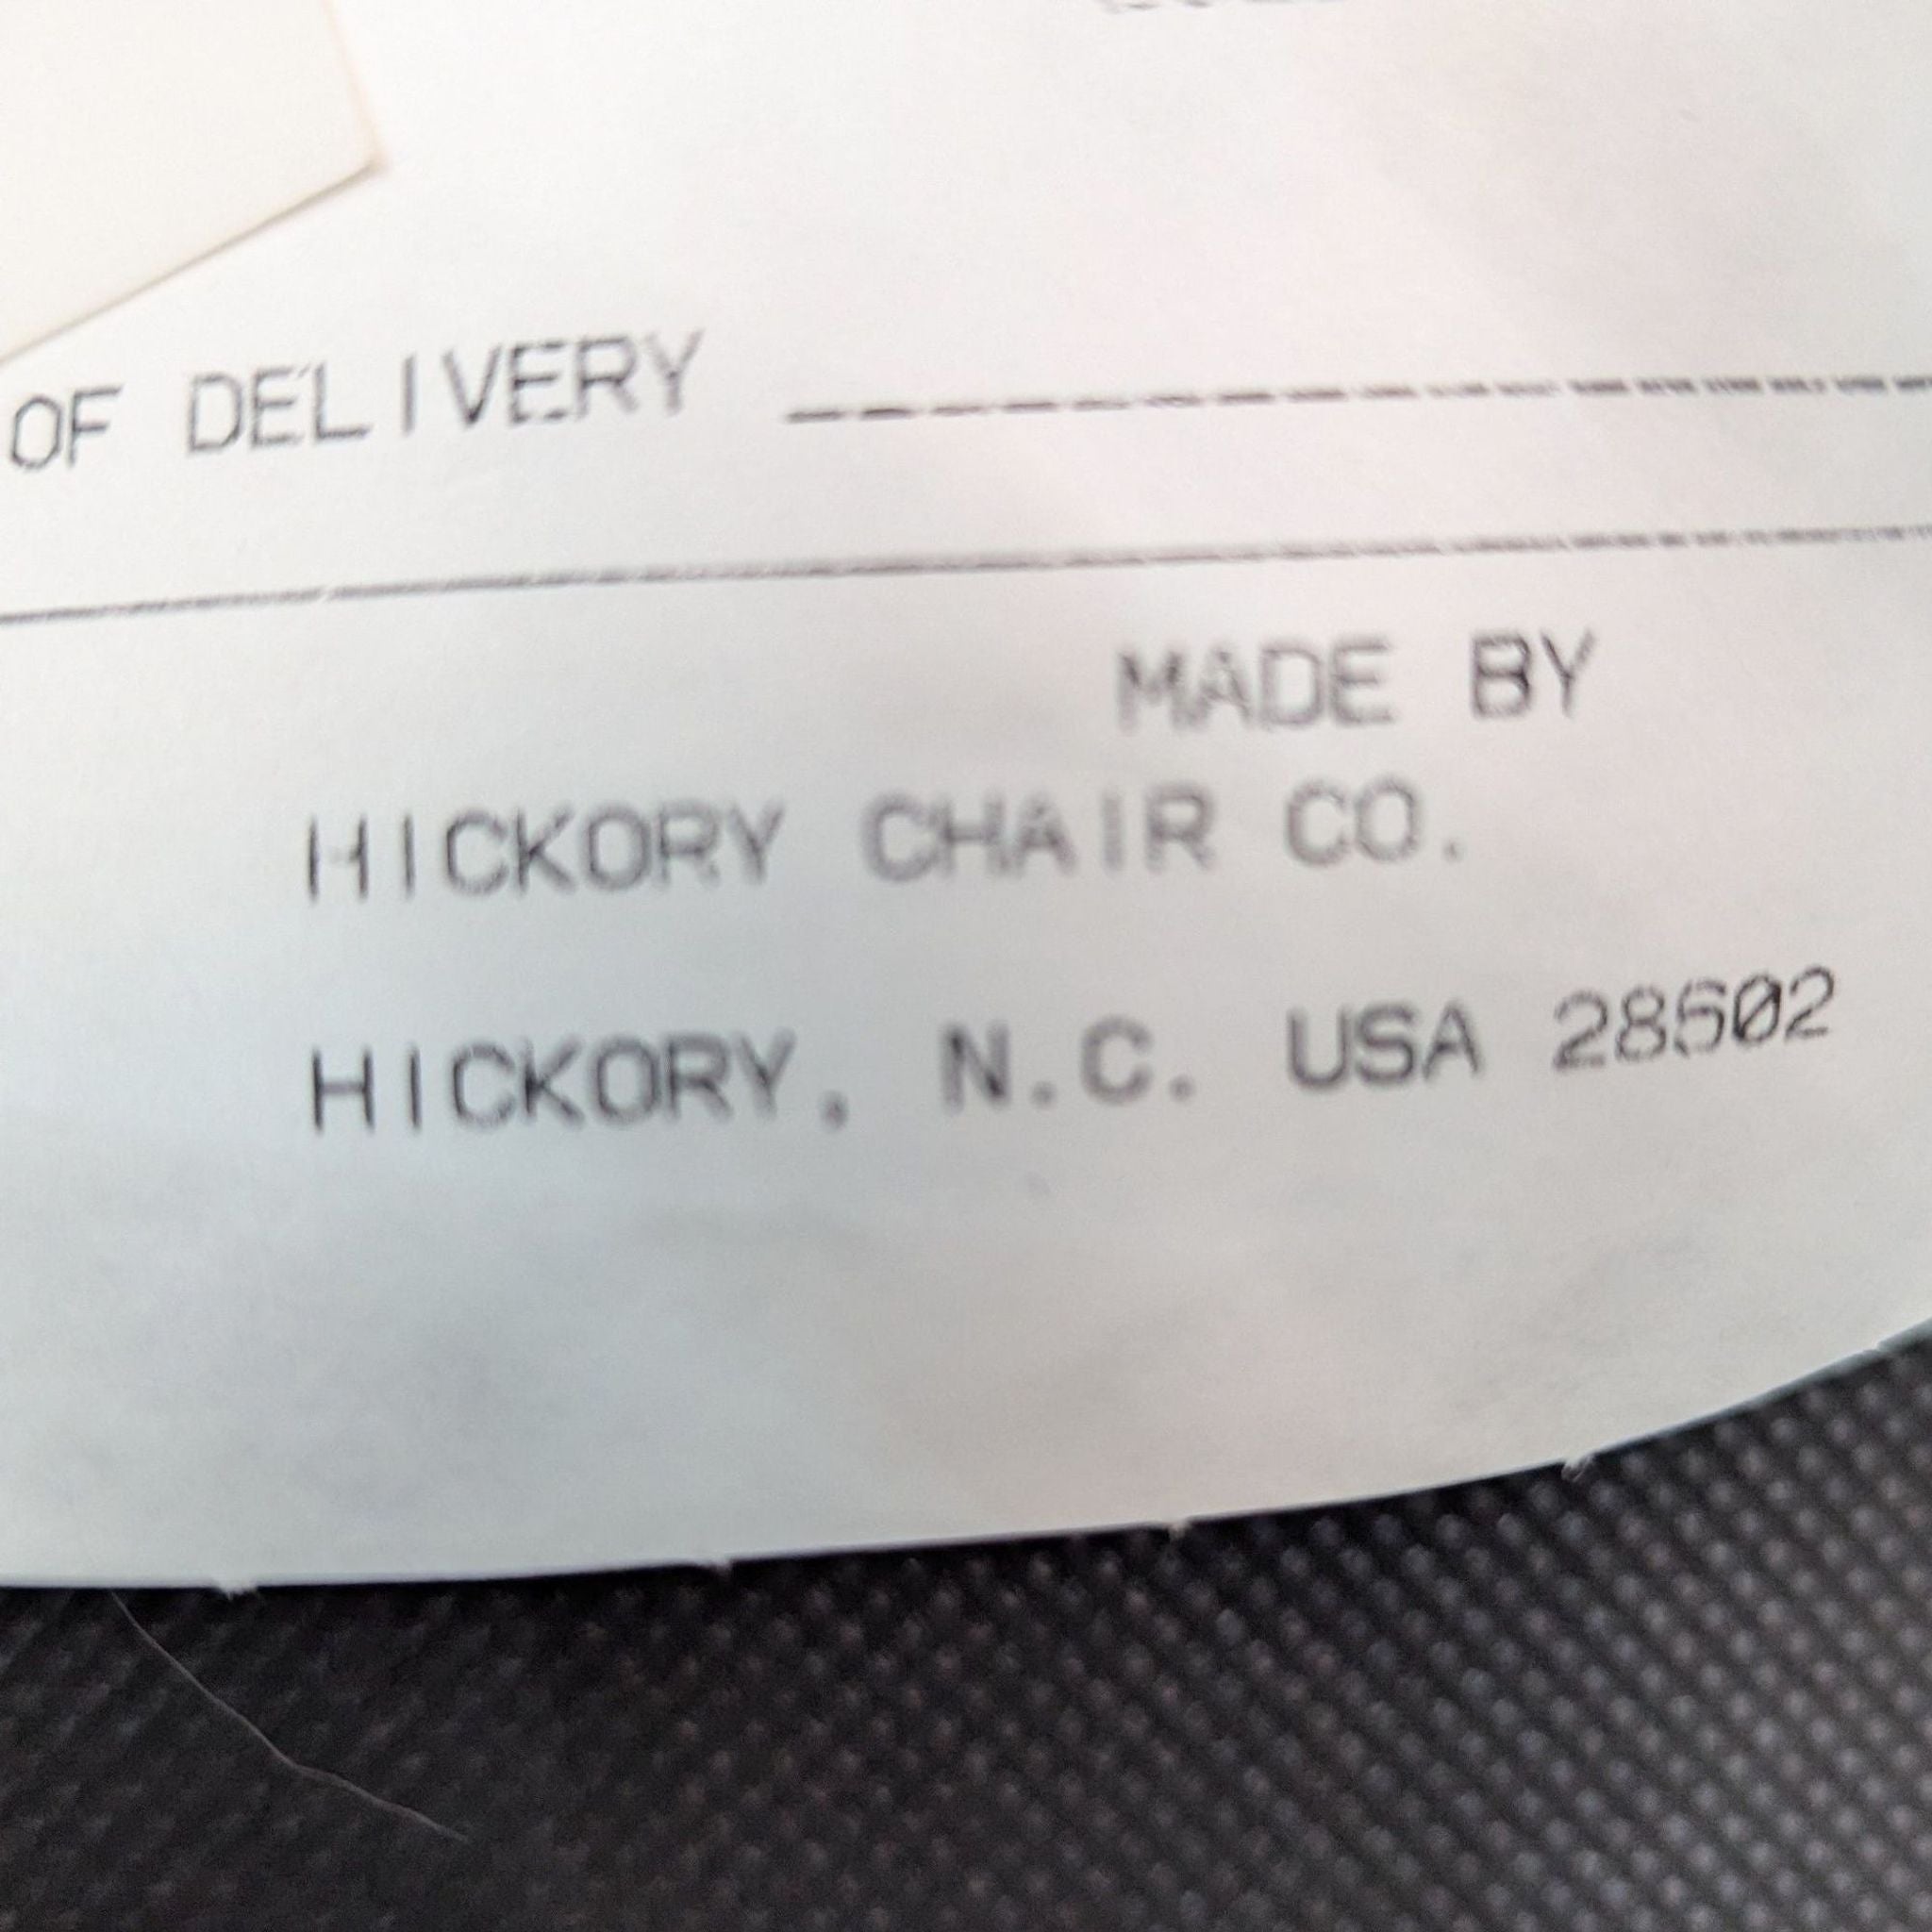 OF DELIVERY
MADE BY
HICKORY CHAIR CO.
HICKORY, N.C. USA 28602